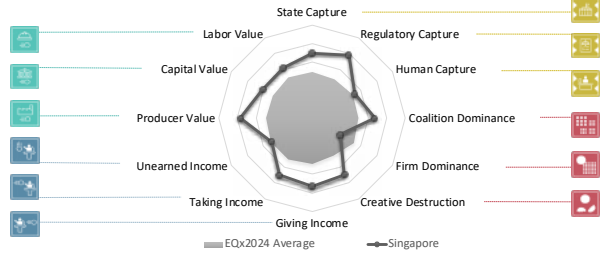 State Capture
Labor Value
Regulatory Capture
Capital Value
Human Capture
Producer Value
Coalition Dominance
Unearned Income
Firm Dominance
Taking Income
Creative Destruction
Giving Income
EQx2024 Average
Singapore